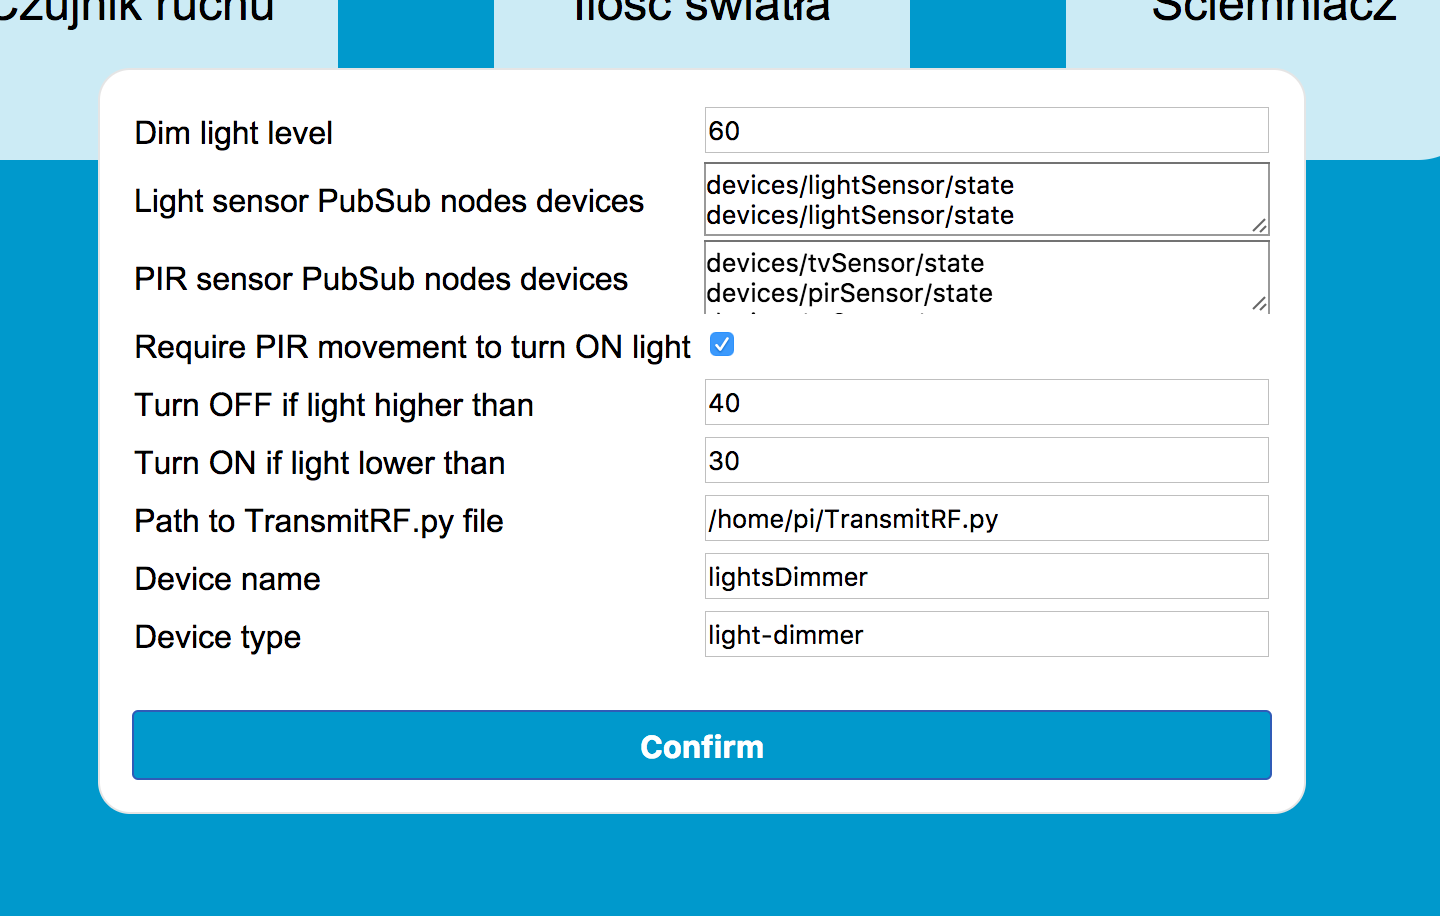 Czujnik ruchu
Ilość światła
Ściemniacz
Dim light level
60
Light sensor PubSub nodes devices
devices/lightSensor/state
devices/lightSensor/state
PIR sensor PubSub nodes devices
devices/tvSensor/state
devices/pirSensor/state
Require PIR movement to turn ON light
Turn OFF if light higher than
40
Turn ON if light lower than
30
Path to TransmitRF.py file
/home/pi/TransmitRF.py
Device name
lightsDimmer
Device type
light-dimmer
Confirm